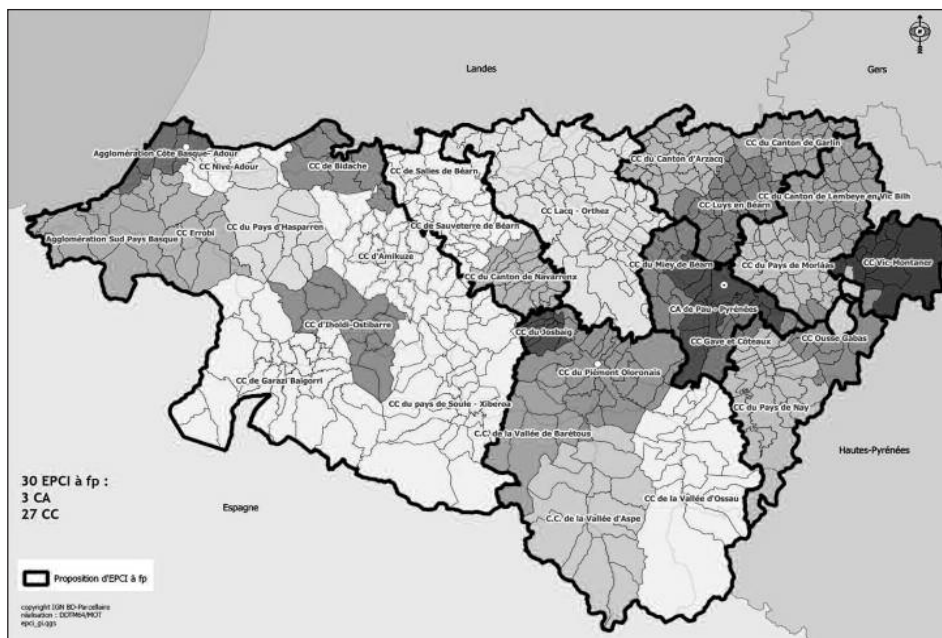 Landes
Gers
Agglomération Côte Basque- Adour
CC Nive-Adour
CC de Bidache
CC de Salies de Béarn
CC du Canton d'Arzacq
CC du Canton de Garlin
CC Luys en Béarn
CC du Canton de Lembeye en Vic Bilh
CC Lacq - Orthez
CC de Sauveterre de Béarn
CC Errobi
CC du Pays d'Hasparren
Agglomération Sud Pays Basque
CC d'Amikuze
CC du Canton de Navarrenx
CC du Miey de Béarn
CC du Pays de Morlàas
CC Vic-Montaner
CA de Pau - Pyrénées
CC d'Iholdi-Ostibarre
CC du Josbaig
CC Gave et Côteaux
CC Ousse Gabas
CC de Garazi Baigorri
CC du Piémont Oloronais
CC du pays de Soule - Xiberoa
CC du Pays de Nay
C.C. de la Vallée de Barétous
Hautes-Pyrénées
CC de la Vallée d'Ossau
C.C. de la Vallée d'Aspe
Espagne
30 EPCI à fp :
3 CA
27 CC
Proposition d'EPCI à fp
copyright IGN BD-Parcellaire
réalisation : DDTM64/MOT
epci_pl.qgs